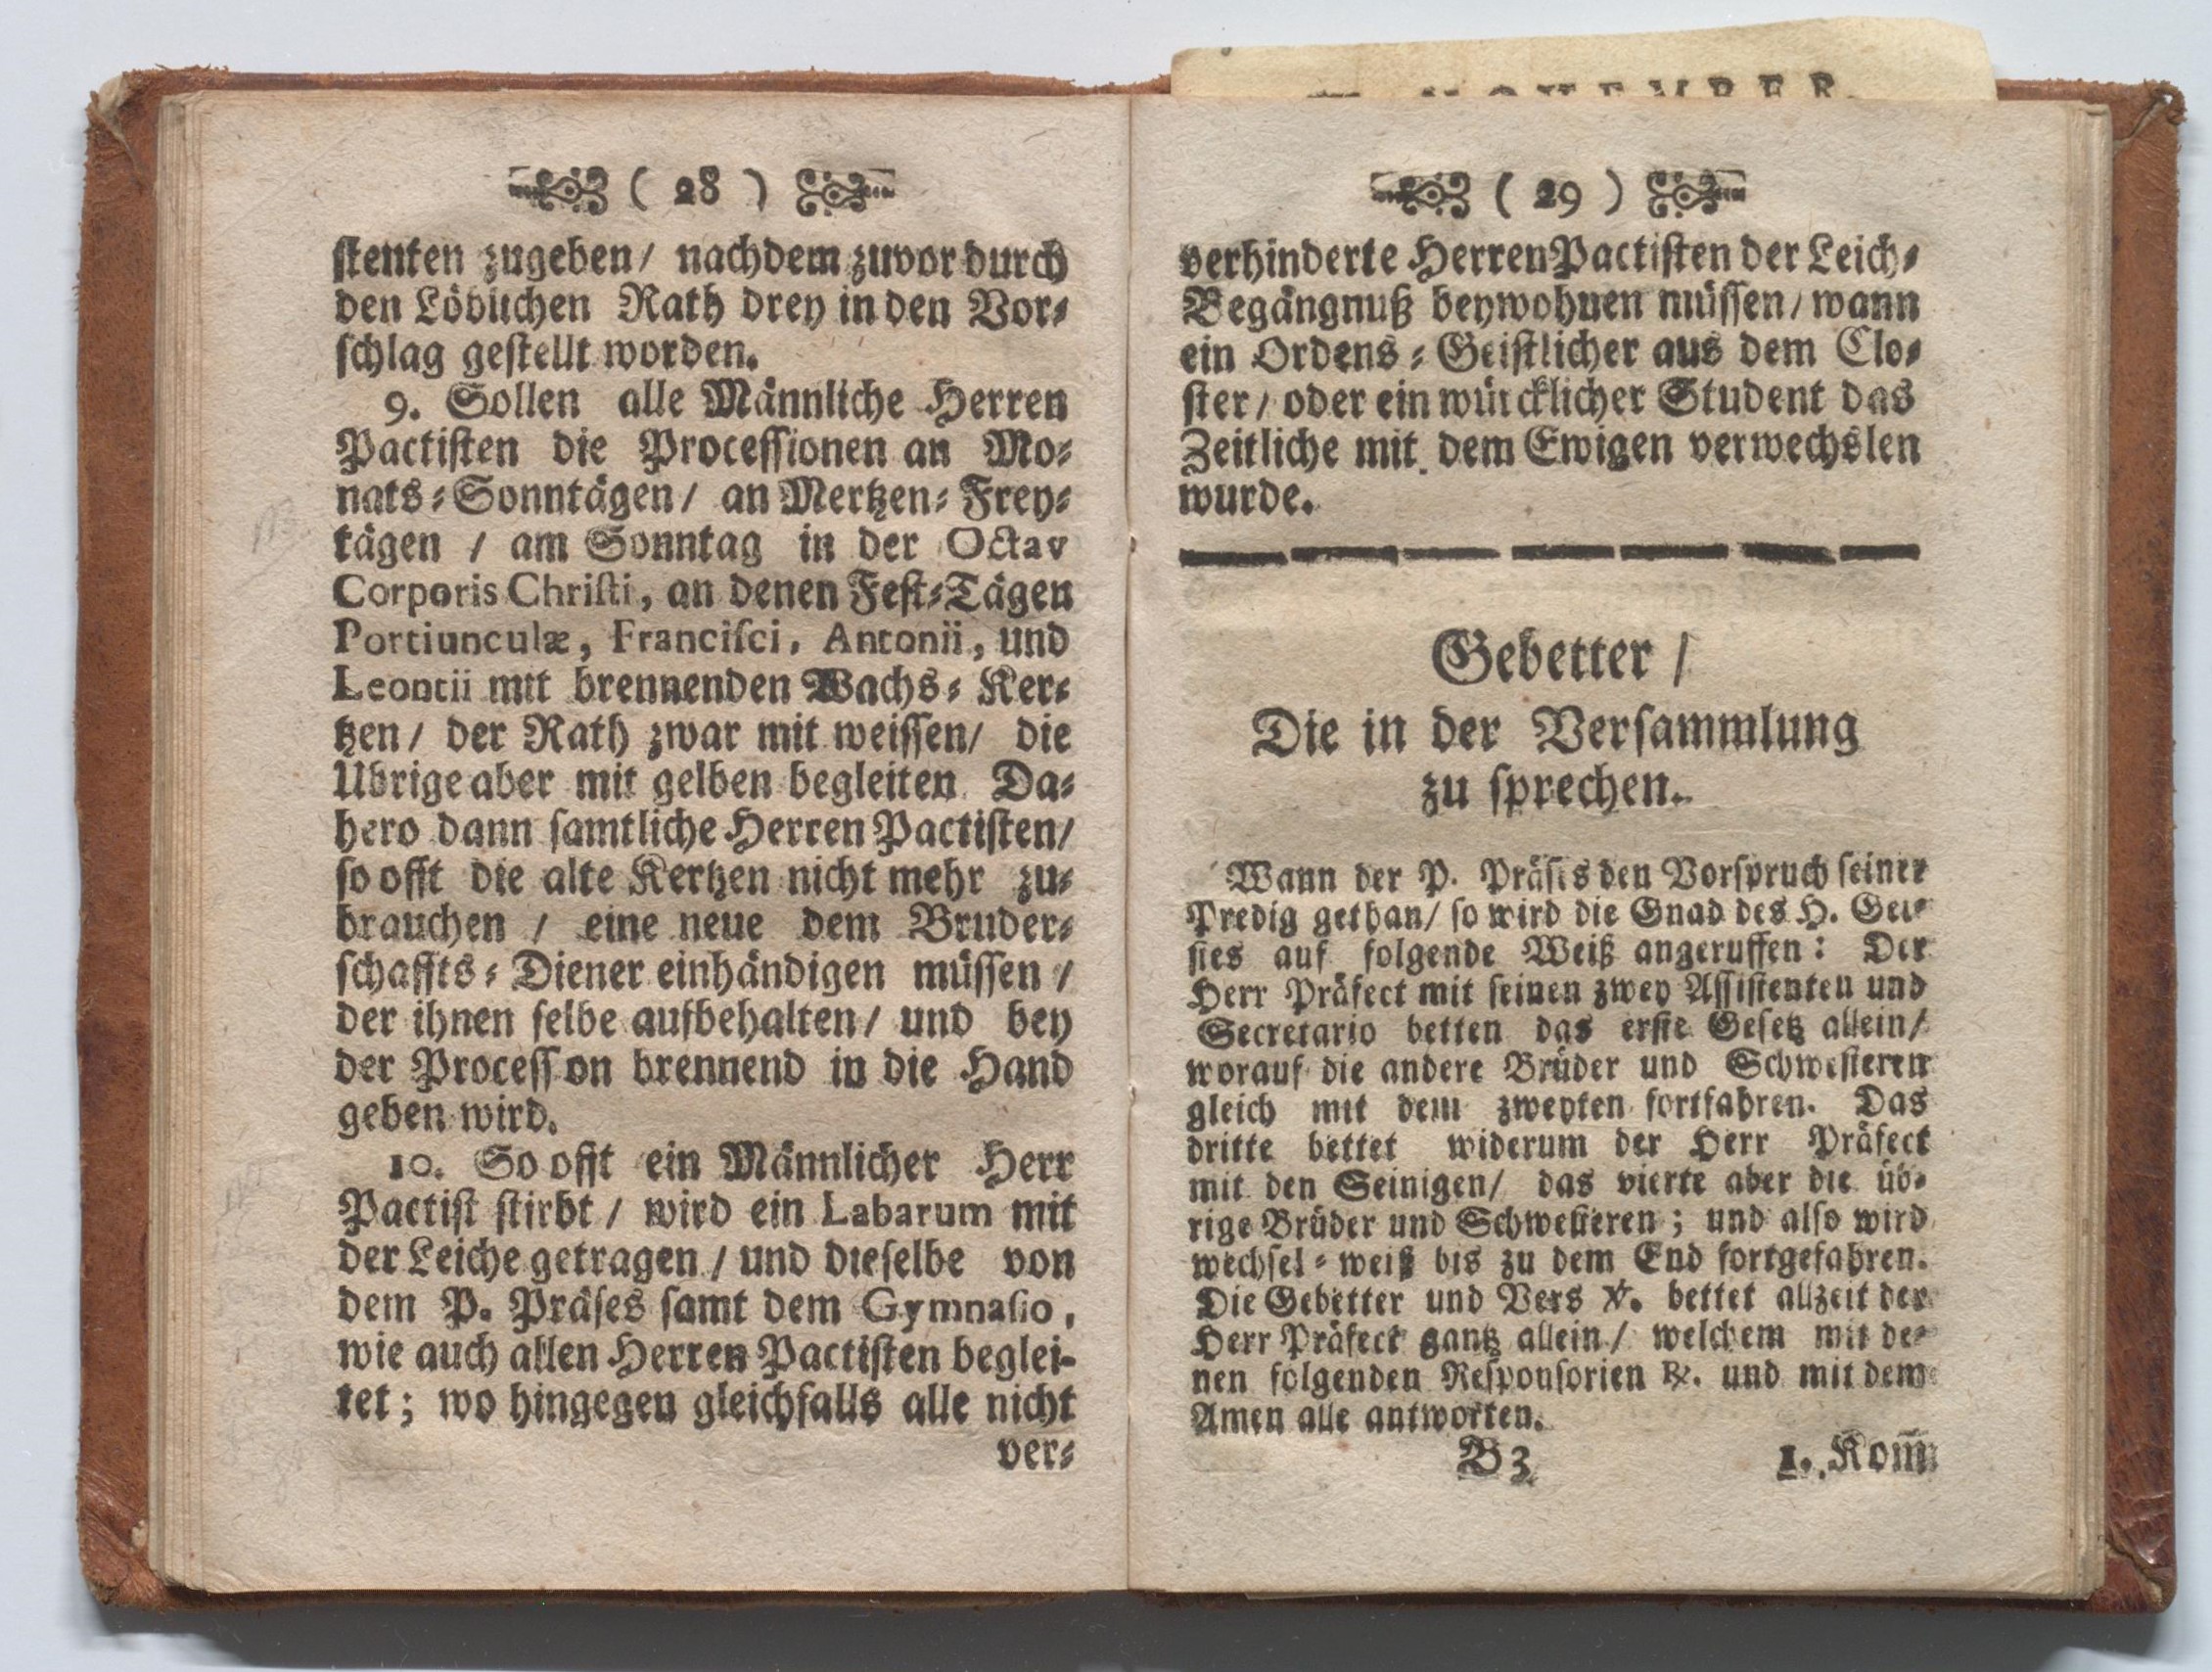 ( 28 )
stenten zugeben/ nachdem zuvor durch
den Löblichen Rath drey in den Vor⸗
schlag gestellt worden.
9. Sollen alle Männliche Herren
Pactisten die Processionen an Mo⸗
nats⸗Sonntägen/ an Mertzen⸗Frey⸗
tägen / am Sonntag in der Octav
Corporis Christi, an denen Fest⸗Tägen
Portiunculæ, Francisci, Antonii, und
Leontii mit brennenden Wachs⸗Ker⸗
tzen/ der Rath zwar mit weissen/ die
Ubrige aber mit gelben begleiten. Da⸗
hero dann samtliche Herren Pactisten/
so offt die alte Kertzen nicht mehr zu⸗
brauchen / eine neue dem Bruder⸗
schaffts⸗Diener einhändigen müssen /
der ihnen selbe aufbehalten/ und bey
der Process on brennend in die Hand
geben wird.
10. So offt ein Männlicher Herr
Pactist stirbt / wird ein Labarum mit
der Leiche getragen / und dieselbe von
dem P. Präses samt dem Gymnasio,
wie auch allen Herren Pactisten beglei⸗
tet; wo hingegen gleichfalls alle nicht
ver⸗
NOVEMBER.
( 29 )
verhinderte Herren Pactisten der Leich⸗
Begängnuß beywohnen müssen/ wann
ein Ordens⸗Geistlicher aus dem Clo⸗
ster/ oder ein würcklicher Student das
Zeitliche mit dem Ewigen verwechslen
wurde.
Gebetter /
Die in der Versammlung
zu sprechen.
Wann der P. Präses den Vorspruch seiner
Predig gethan/ so wird die Gnad des H. Gei⸗
stes auf folgende Weiß angeruffen: Der
Herr Präfect mit seinen zwey Assistenten und
Secretario betten das erste Gesetz allein/
worauf die andere Brüder und Schwesteren
gleich mit dem zweyten fortfahren. Das
dritte bettet widerum der Herr Präfect
mit den Seinigen/ das vierte aber die üb⸗
rige Brüder und Schwesteren; und also wird
wechsel⸗weiß bis zu dem End fortgefahren.
Die Gebetter und Vers ℣. bettet allzeit der
Herr Präfect gantz allein/ welchem mit de⸗
nen folgenden Responsorien ℟. und mit dem
Amen alle antworten.
B3 1. Kom̃